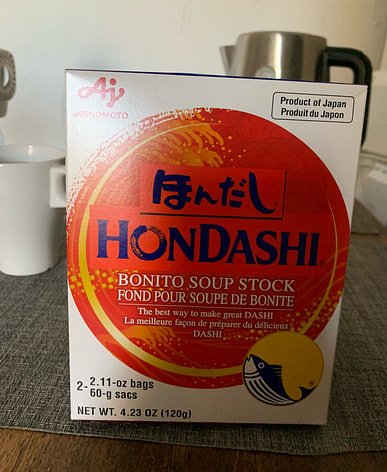 Aj
AJINOMOTO
Product of Japan
Produit du Japon
ほんだし®
HONDASHI®
BONITO SOUP STOCK
FOND POUR SOUPE DE BONITE
The best way to make great DASHI
La meilleure façon de préparer du délicieux
DASHI
2-2.11-oz bags
60-g sacs
NET WT. 4.23 OZ (120g)